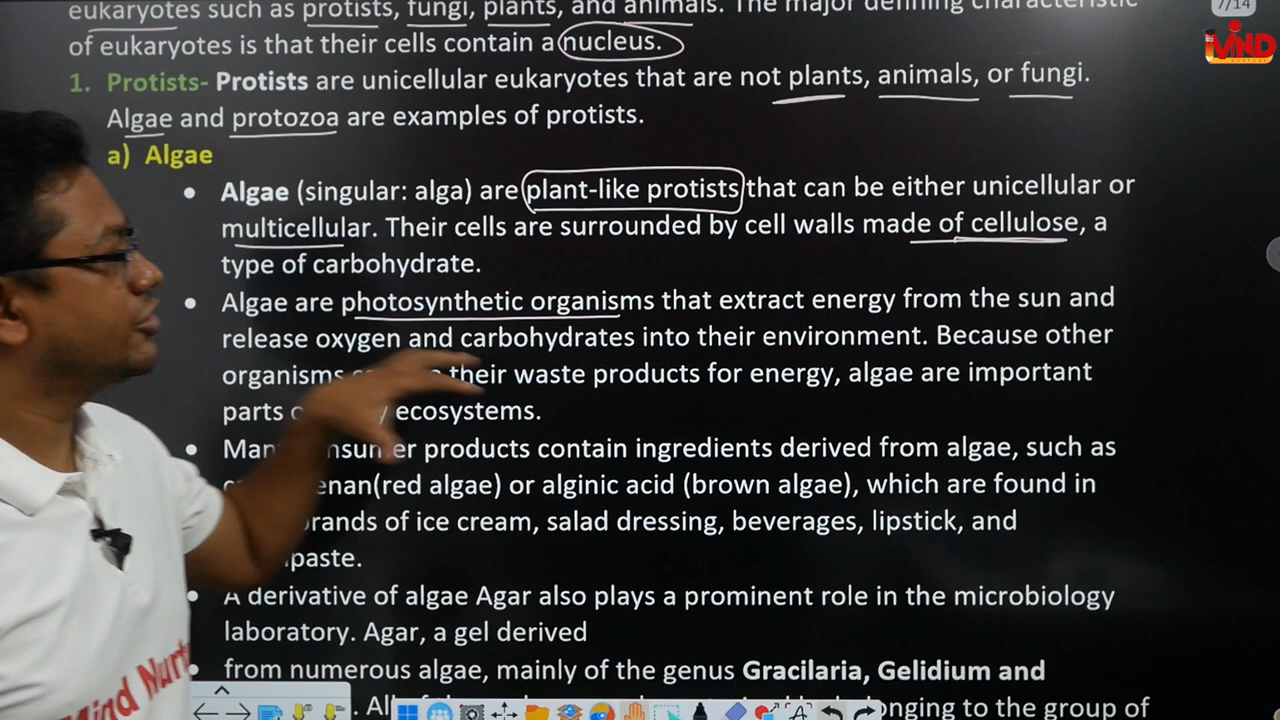 eukaryotes such as protists, fungi, plants, and animals. The major defining characteristic
7/14
of eukaryotes is that their cells contain a nucleus.
MIND
1. Protists- Protists are unicellular eukaryotes that are not plants, animals, or fungi.
Algae and protozoa are examples of protists.
a) Algae
• Algae (singular: alga) are plant-like protists that can be either unicellular or
multicellular. Their cells are surrounded by cell walls made of cellulose, a
type of carbohydrate.
• Algae are photosynthetic organisms that extract energy from the sun and
release oxygen and carbohydrates into their environment. Because other
organisms their waste products for energy, algae are important
parts ecosystems.
• products contain ingredients derived from algae, such as
(red algae) or alginic acid (brown algae), which are found in
of ice cream, salad dressing, beverages, lipstick, and
• A derivative of algae Agar also plays a prominent role in the microbiology
laboratory. Agar, a gel derived
• from numerous algae, mainly of the genus Gracilaria, Gelidium and
to the group of
Mind